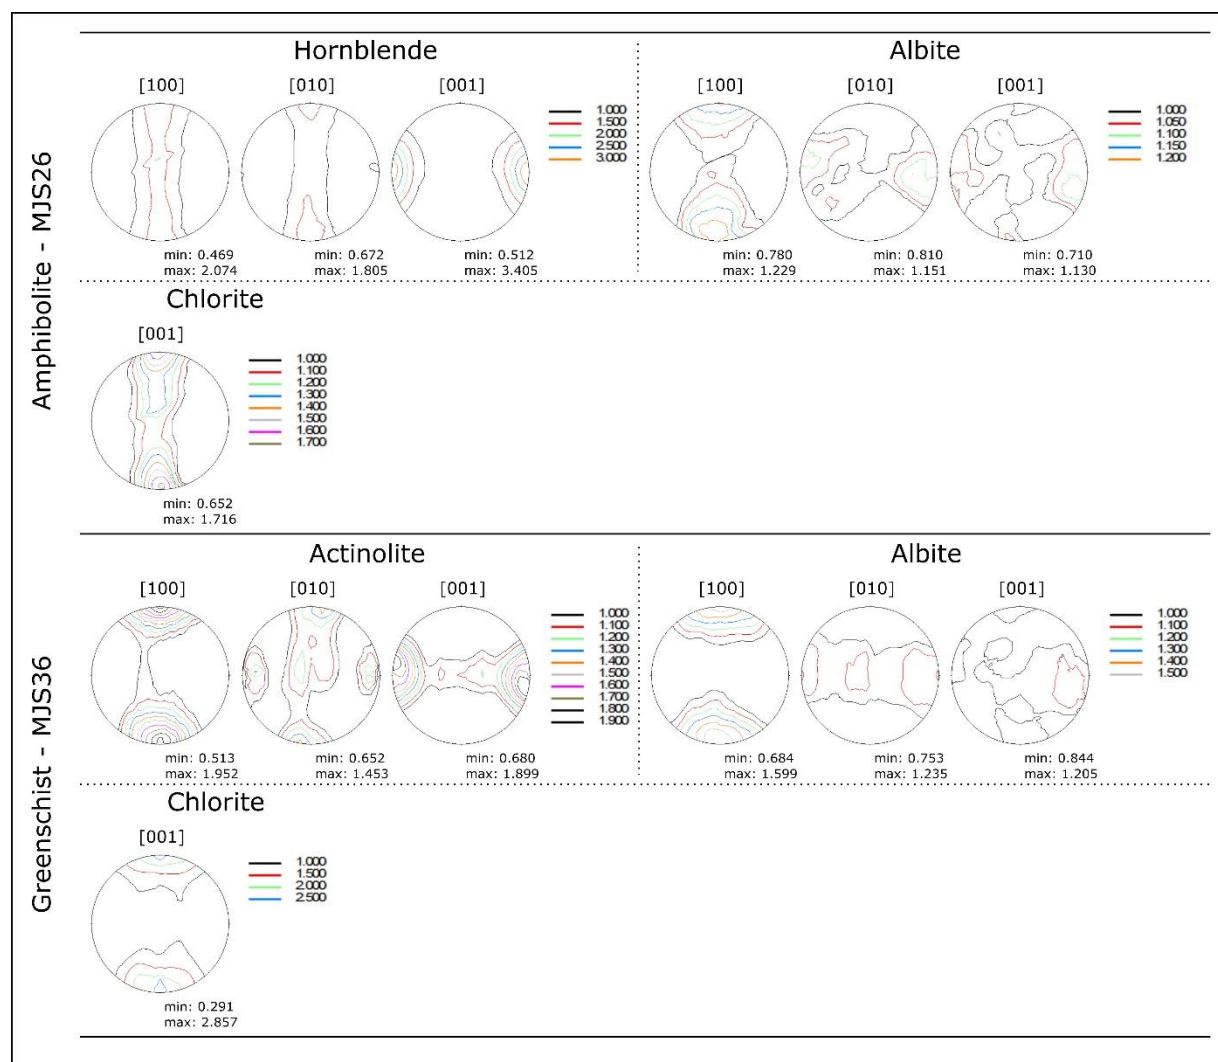 Amphibolite - MJS26
Hornblende
[100] [010] [001]
1.000
1.500
2.000
2.500
3.000
min: 0.469
max: 2.074
min: 0.672
max: 1.805
min: 0.512
max: 3.405
Albite
[100] [010] [001]
1.000
1.050
1.100
1.150
1.200
min: 0.780
max: 1.229
min: 0.810
max: 1.151
min: 0.710
max: 1.130
Chlorite
[001]
1.000
1.100
1.200
1.300
1.400
1.500
1.600
1.700
min: 0.652
max: 1.716
Greenschist - MJS36
Actinolite
[100] [010] [001]
1.000
1.100
1.200
1.300
1.400
1.500
1.600
1.700
1.800
1.900
min: 0.513
max: 1.952
min: 0.652
max: 1.453
min: 0.680
max: 1.899
Albite
[100] [010] [001]
1.000
1.100
1.200
1.300
1.400
1.500
min: 0.684
max: 1.599
min: 0.753
max: 1.235
min: 0.844
max: 1.205
Chlorite
[001]
1.000
1.500
2.000
2.500
min: 0.291
max: 2.857